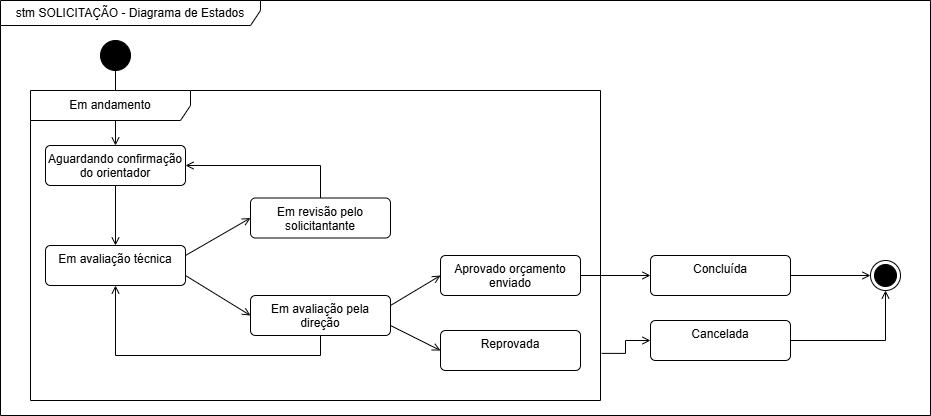 stm SOLICITAÇÃO - Diagrama de Estados
Em andamento
Aguardando confirmação
do orientador
Em revisão pelo
solicitantante
Em avaliação técnica
Aprovado orçamento
enviado
Concluída
Em avaliação pela
direção
Reprovada
Cancelada